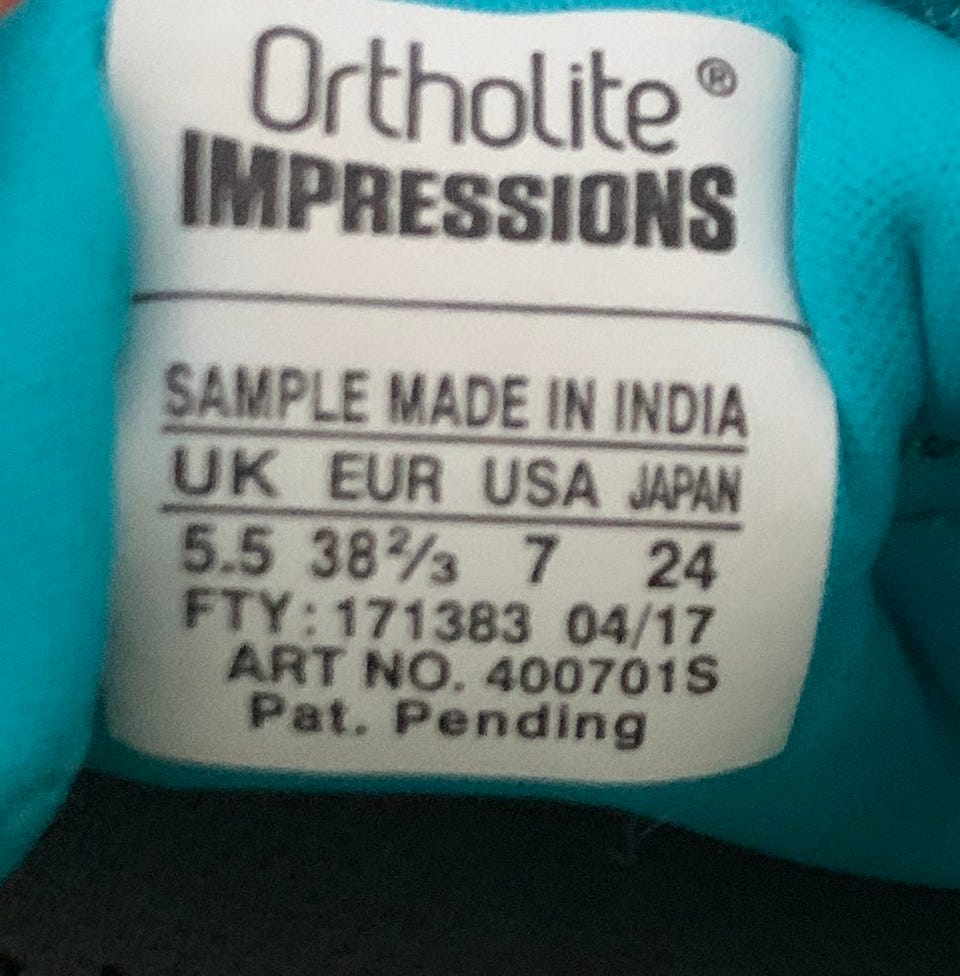 Ortholite®
IMPRESSIONS
SAMPLE MADE IN INDIA
UK EUR USA JAPAN
5.5 38⅔ 7 24
FTY: 171383 04/17
ART NO. 400701S
Pat. Pending